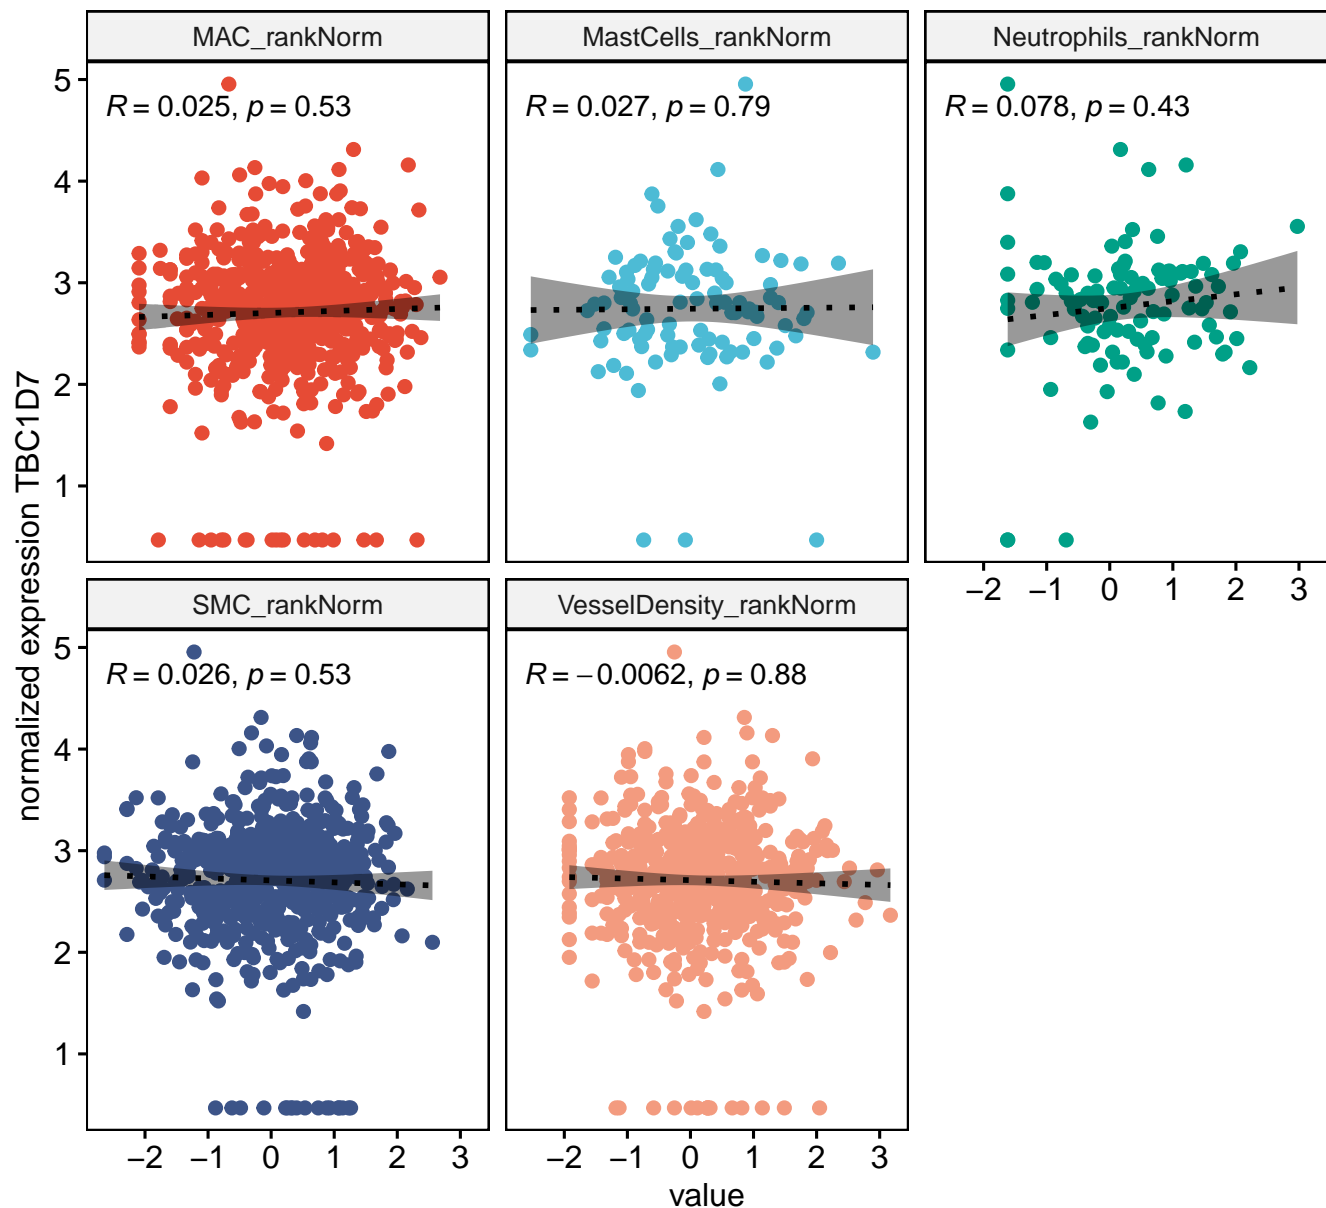 MAC_rankNorm
MastCells_rankNorm
Neutrophils_rankNorm
R = 0.025, p = 0.53
R = 0.027, p = 0.79
R = 0.078, p = 0.43
5
4
3
2
1
−2 −1 0 1 2 3
normalized expression TBC1D7
SMC_rankNorm
VesselDensity_rankNorm
R = 0.026, p = 0.53
R = −0.0062, p = 0.88
5
4
3
2
1
−2 −1 0 1 2 3
−2 −1 0 1 2 3
value